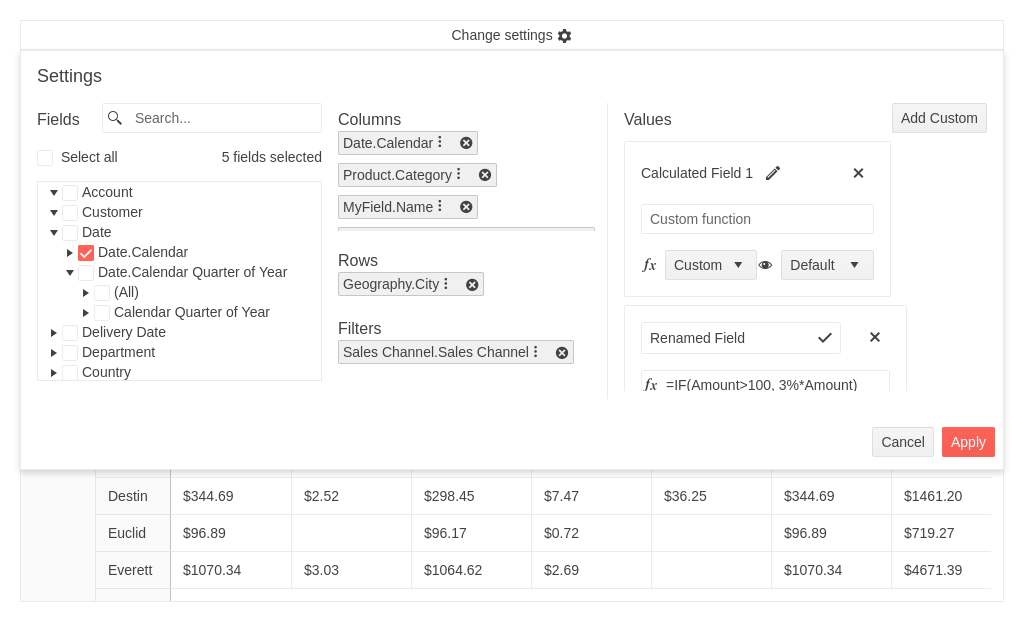 Change settings
Settings
Fields
Search...
Select all
5 fields selected
Account
Customer
Date
Date.Calendar
Date.Calendar Quarter of Year
(All)
Calendar Quarter of Year
Delivery Date
Department
Country
Columns
Date.Calendar
Product.Category
MyField.Name
Rows
Geography.City
Filters
Sales Channel.Sales Channel
Values
Add Custom
Calculated Field 1
Custom function
fx Custom Default
Renamed Field
fx =IF(Amount>100, 3%*Amount)
Cancel Apply
Destin $344.69 $2.52 $298.45 $7.47 $36.25 $344.69 $1461.20
Euclid $96.89 $96.17 $0.72 $96.89 $719.27
Everett $1070.34 $3.03 $1064.62 $2.69 $1070.34 $4671.39